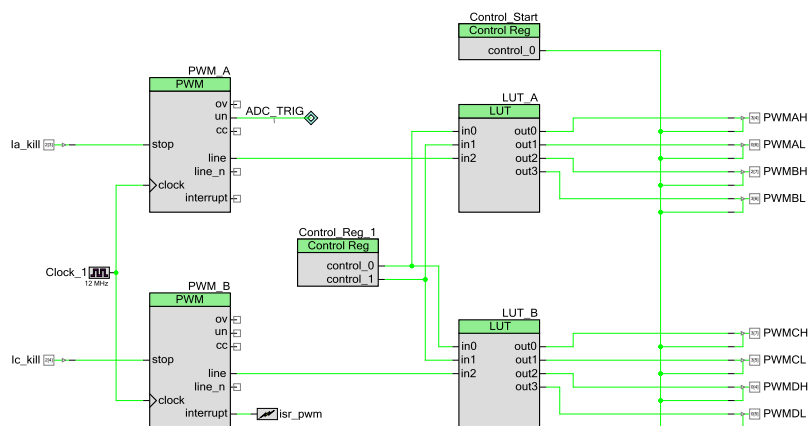 Control_Start
Control Reg
control_0
PWM_A
PWM
ov
un
cc
stop
line
line_n
clock
interrupt
ADC_TRIG
Ia_kill
LUT_A
LUT
in0
in1
in2
out0
out1
out2
out3
PWMAH
PWMAL
PWMBH
PWMBL
Control_Reg_1
Control Reg
control_0
control_1
Clock_1
12 MHz
PWM_B
PWM
ov
un
cc
stop
line
line_n
clock
interrupt
isr_pwm
Ic_kill
LUT_B
LUT
in0
in1
in2
out0
out1
out2
out3
PWMCH
PWMCL
PWMDH
PWMDL